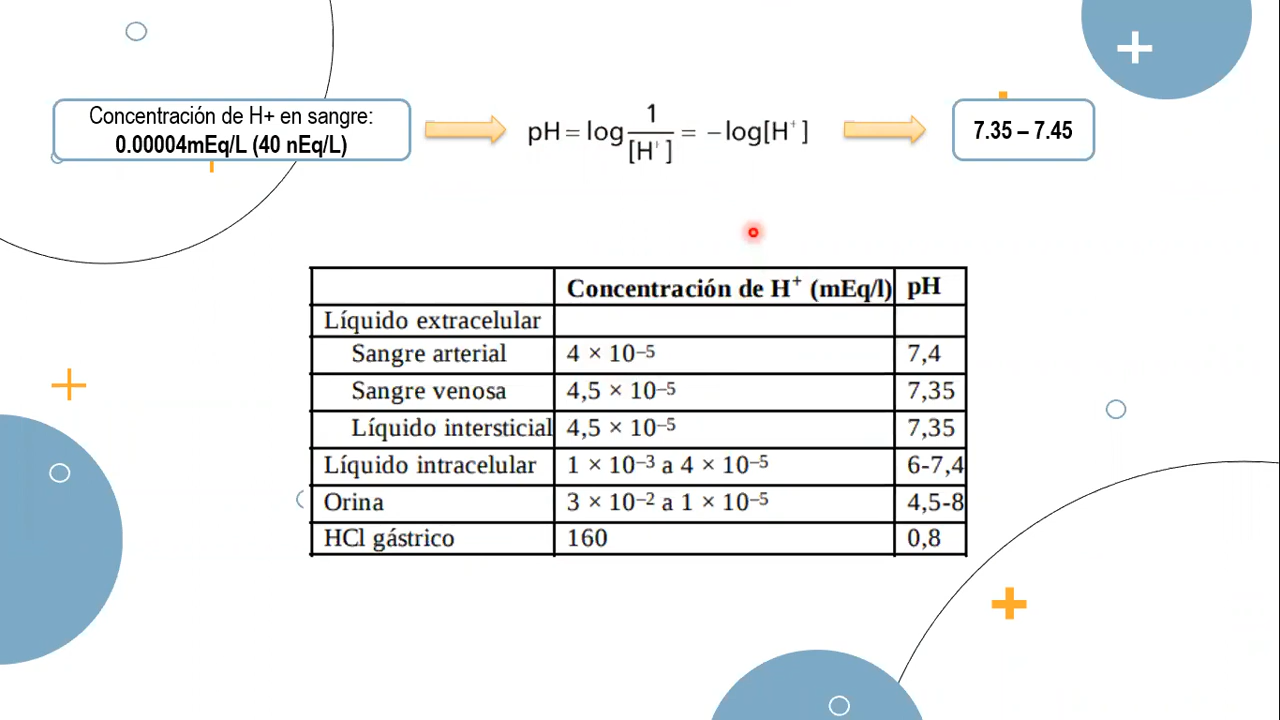 Concentración de H+ en sangre:
0.00004mEq/L (40 nEq/L)
pH = log 1/[H⁺] = −log[H⁺]
7.35 – 7.45
Concentración de H⁺ (mEq/l) pH
Líquido extracelular
Sangre arterial 4 × 10⁻⁵ 7,4
Sangre venosa 4,5 × 10⁻⁵ 7,35
Líquido intersticial 4,5 × 10⁻⁵ 7,35
Líquido intracelular 1 × 10⁻³ a 4 × 10⁻⁵ 6-7,4
Orina 3 × 10⁻² a 1 × 10⁻⁵ 4,5-8
HCl gástrico 160 0,8